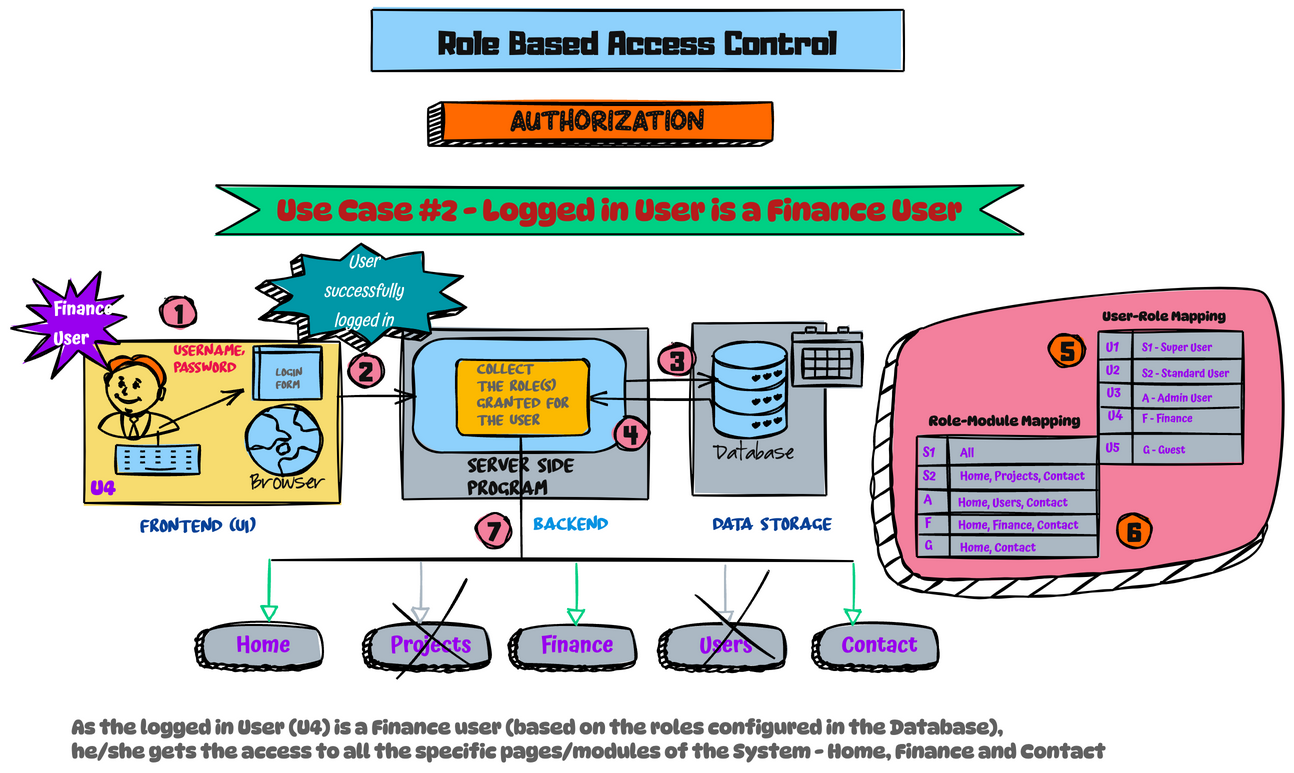 Role Based Access Control
AUTHORIZATION
Use Case #2 - Logged in User is a Finance User
Finance
User
1
User
successfully
logged in
USERNAME,
PASSWORD
LOGIN
FORM
Browser
U4
FRONTEND (UI)
2
COLLECT
THE ROLE(S)
GRANTED FOR
THE USER
SERVER SIDE
PROGRAM
BACKEND
3
4
Database
DATA STORAGE
5
User-Role Mapping
U1 S1 - Super User
U2 S2 - Standard User
U3 A - Admin User
U4 F - Finance
U5 G - Guest
Role-Module Mapping
S1 All
S2 Home, Projects, Contact
A Home, Users, Contact
F Home, Finance, Contact
G Home, Contact
6
7
Home
Projects
Finance
Users
Contact
As the logged in User (U4) is a Finance user (based on the roles configured in the Database),
he/she gets the access to all the specific pages/modules of the System - Home, Finance and Contact